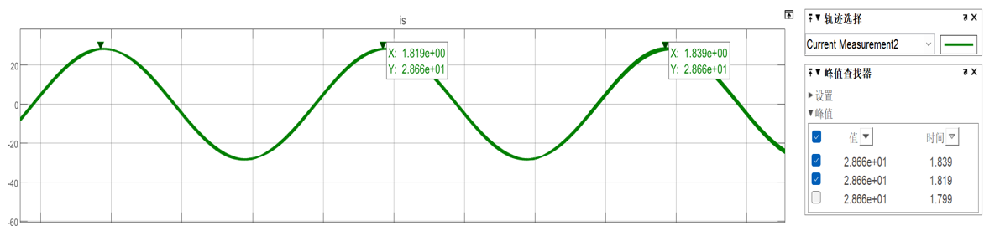 is
20
0
-20
-40
-60
X: 1.819e+00
Y: 2.866e+01
X: 1.839e+00
Y: 2.866e+01
轨迹选择
Current Measurement2
峰值查找器
设置
峰值
值 时间
2.866e+01 1.839
2.866e+01 1.819
2.866e+01 1.799